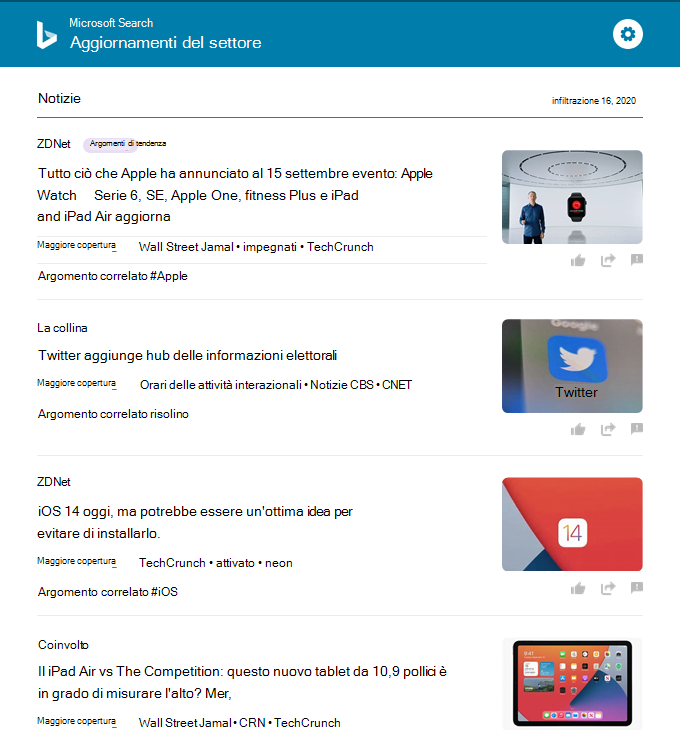 Microsoft Search
Aggiornamenti del settore
Notizie
infiltrazione 16, 2020
ZDNet Argomenti di tendenza
Tutto ciò che Apple ha annunciato al 15 settembre evento: Apple
Watch Serie 6, SE, Apple One, fitness Plus e iPad
and iPad Air aggiorna
Maggiore copertura Wall Street Jamal • impegnati • TechCrunch
Argomento correlato #Apple
La collina
Twitter aggiunge hub delle informazioni elettorali
Google
Twitter
Maggiore copertura Orari delle attività interazionali • Notizie CBS • CNET
Argomento correlato risolino
ZDNet
iOS 14 oggi, ma potrebbe essere un'ottima idea per
evitare di installarlo.
14
Maggiore copertura TechCrunch • attivato • neon
Argomento correlato #iOS
Coinvolto
Il iPad Air vs The Competition: questo nuovo tablet da 10,9 pollici è
in grado di misurare l'alto? Mer,
9:41
Maggiore copertura Wall Street Jamal • CRN • TechCrunch